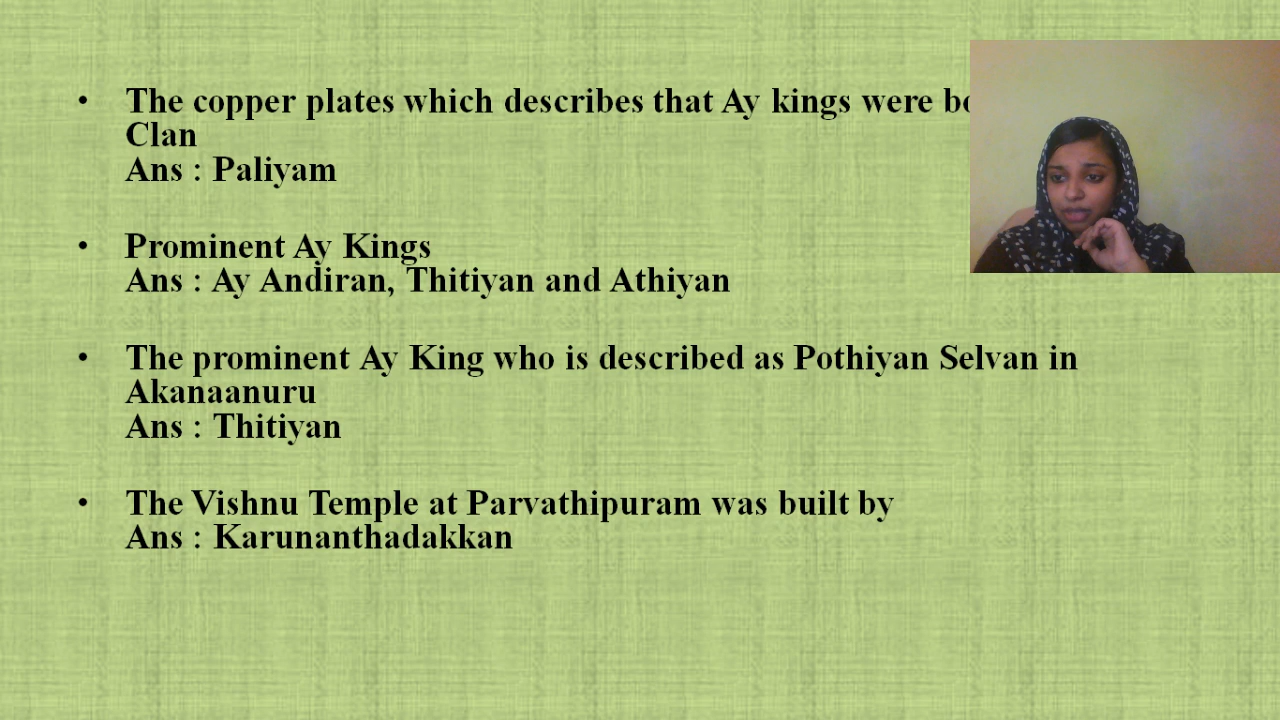 • The copper plates which describes that Ay kings were
Clan
Ans : Paliyam
• Prominent Ay Kings
Ans : Ay Andiran, Thitiyan and Athiyan
• The prominent Ay King who is described as Pothiyan Selvan in
Akanaanuru
Ans : Thitiyan
• The Vishnu Temple at Parvathipuram was built by
Ans : Karunanthadakkan